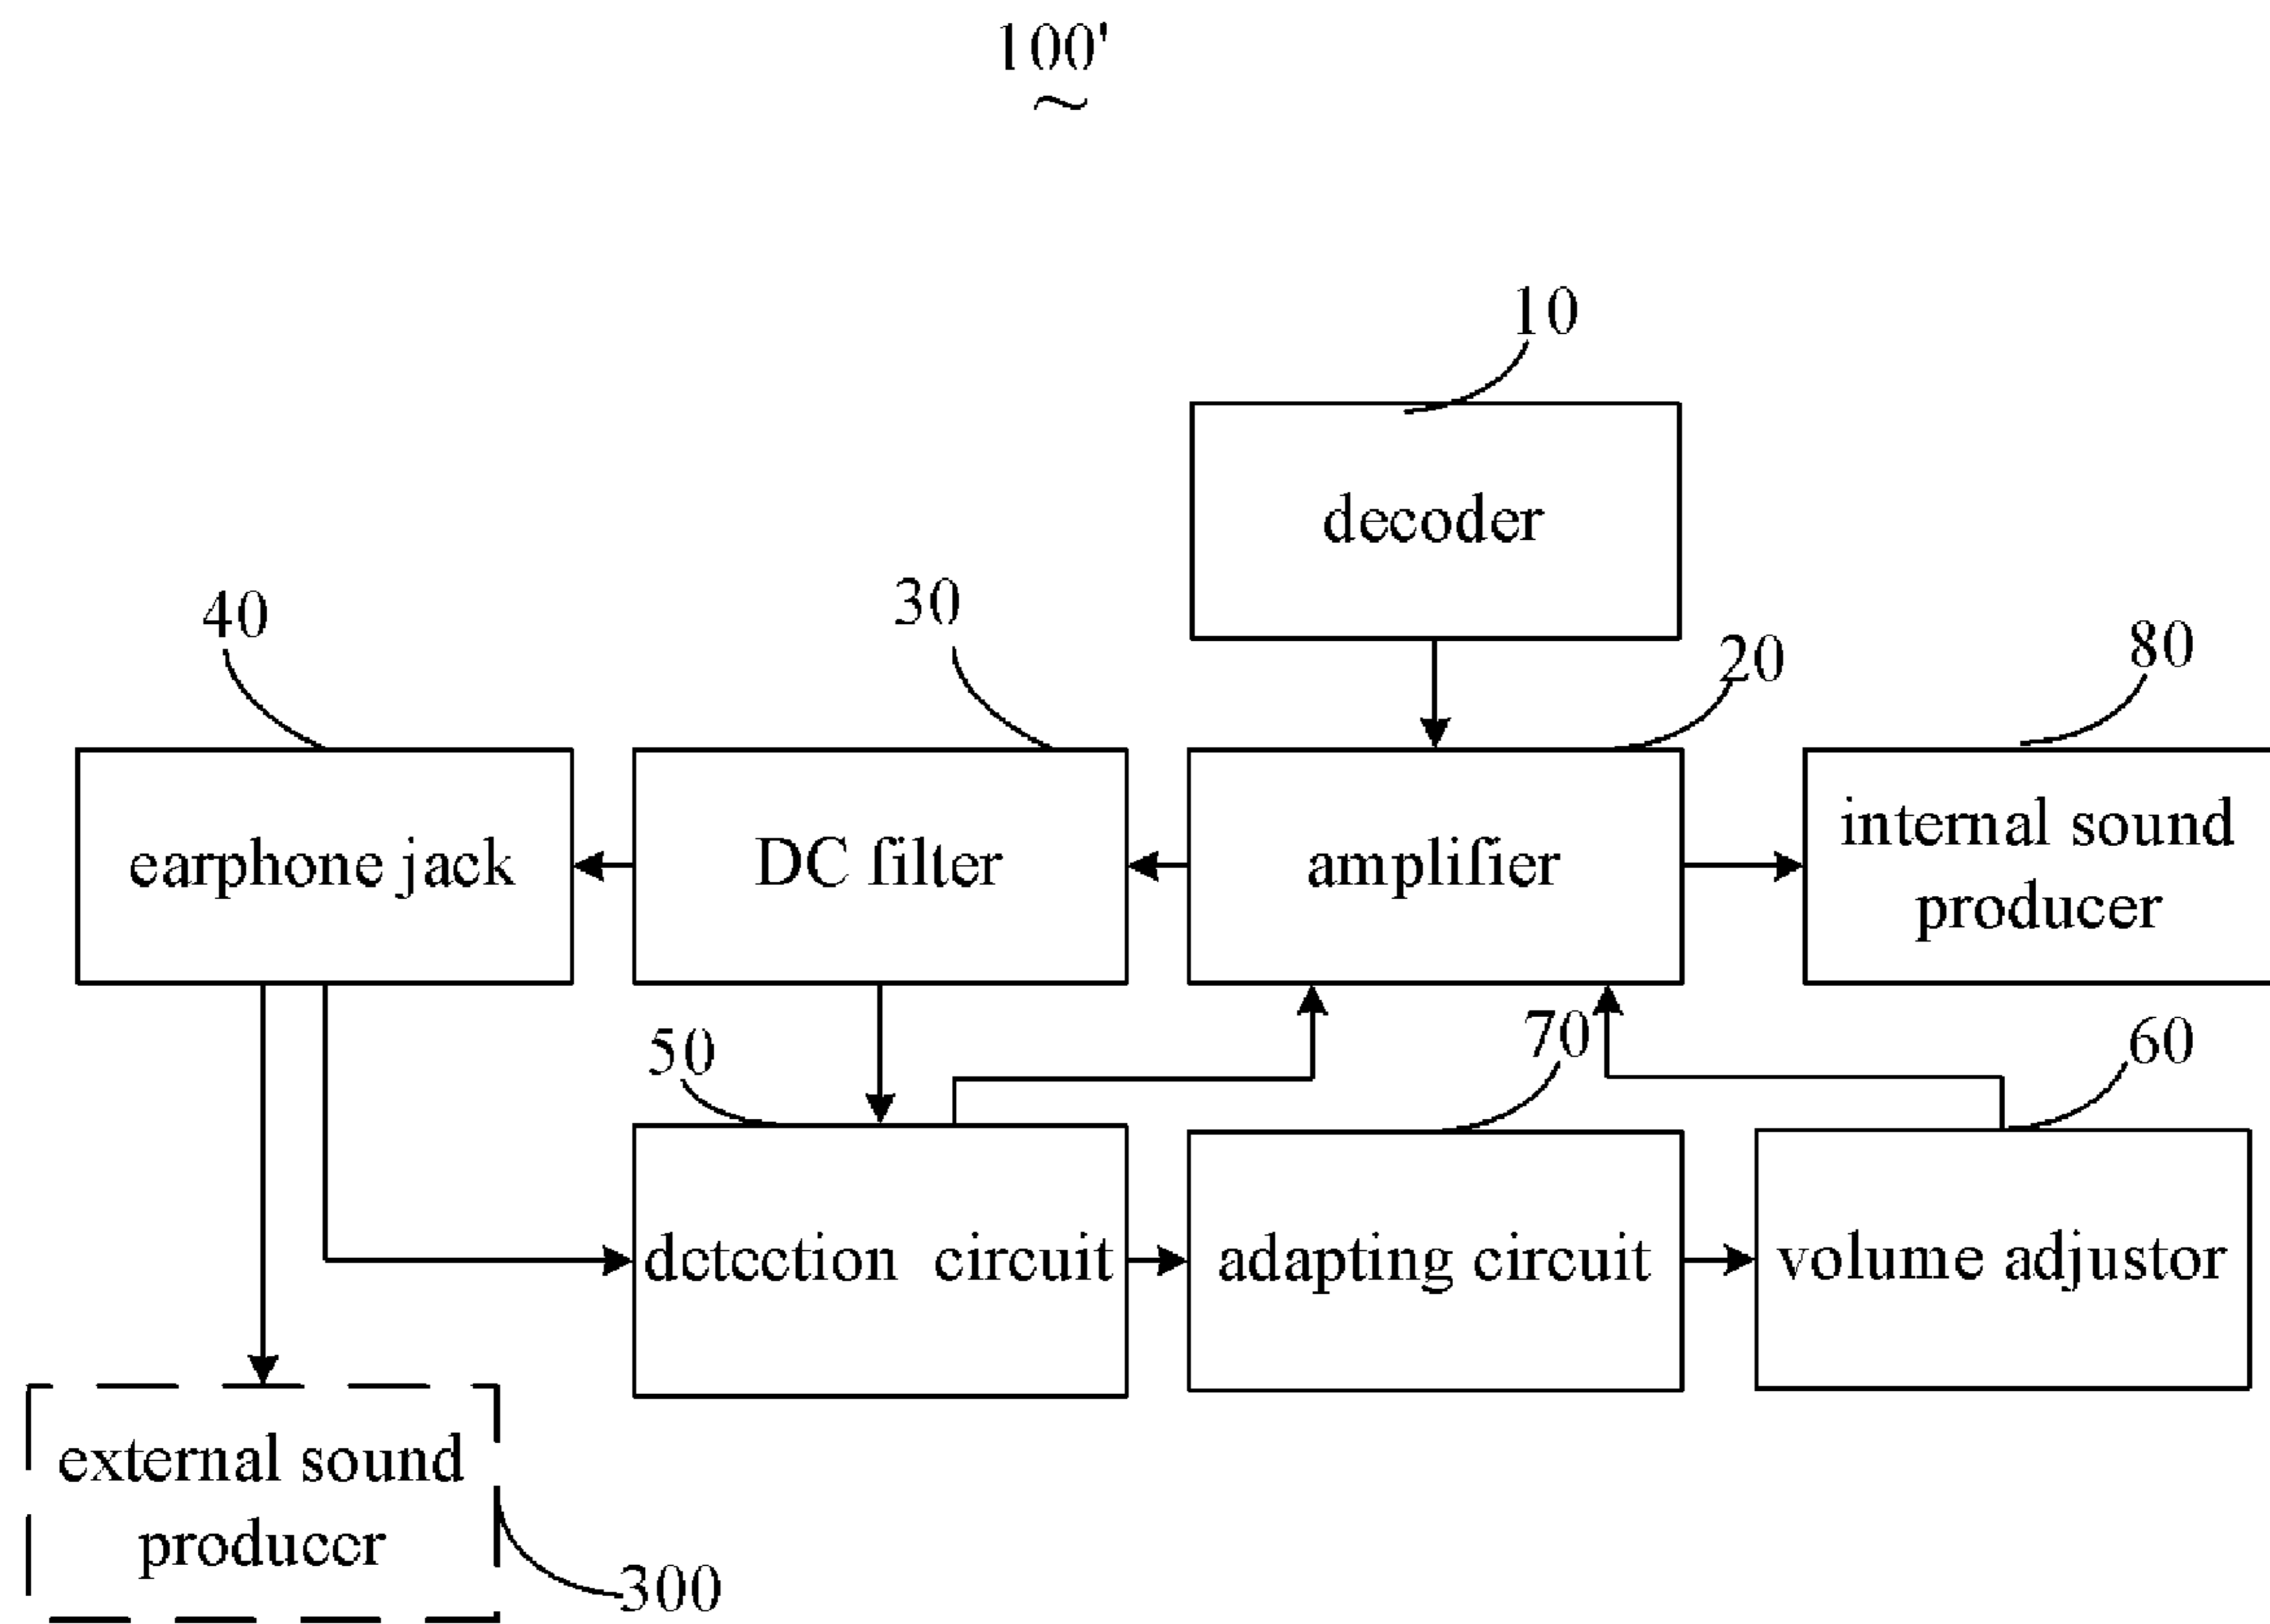 100'
~
10
decoder
40
30
20
80
earphone jack
DC filter
amplifier
internal sound
producer
50
70
60
detection circuit
adapting circuit
volume adjustor
external sound
producer
300